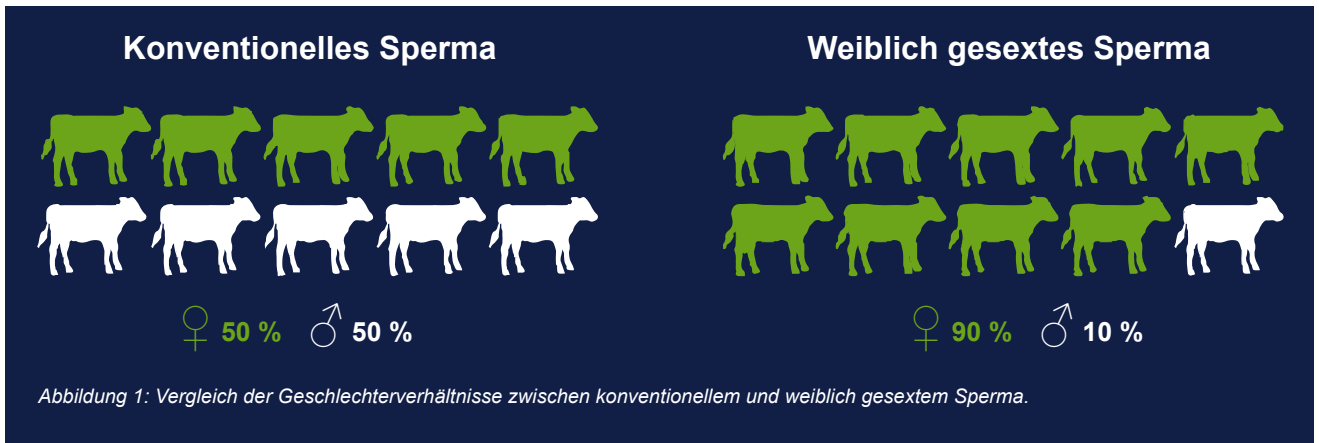 Konventionelles Sperma
Weiblich gesextes Sperma
♀ 50 % ♂ 50 %
♀ 90 % ♂ 10 %
Abbildung 1: Vergleich der Geschlechterverhältnisse zwischen konventionellem und weiblich gesextem Sperma.